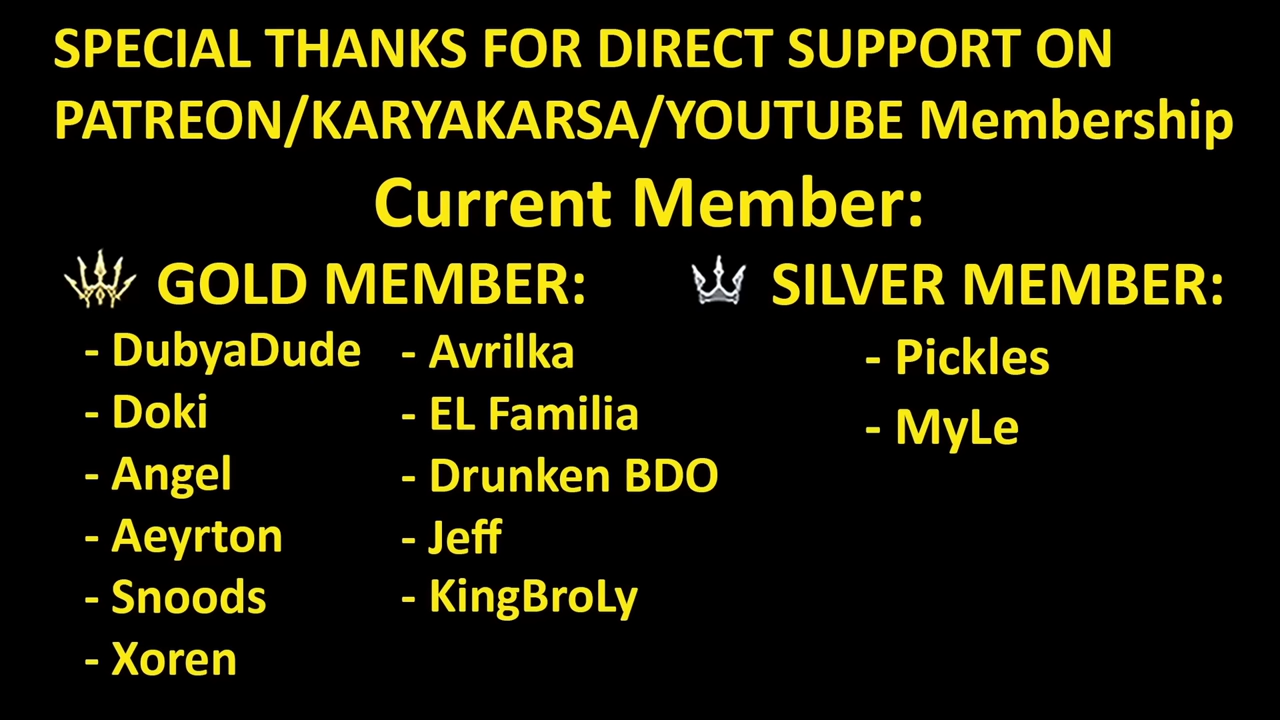 SPECIAL THANKS FOR DIRECT SUPPORT ON
PATREON/KARYAKARSA/YOUTUBE Membership
Current Member:
GOLD MEMBER:
- DubyaDude
- Doki
- Angel
- Aeyrton
- Snoods
- Xoren
- Avrilka
- EL Familia
- Drunken BDO
- Jeff
- KingBroLy
SILVER MEMBER:
- Pickles
- MyLe